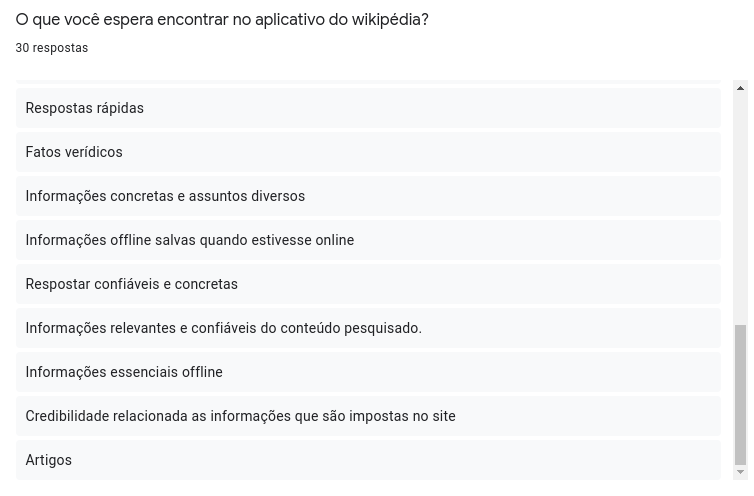 O que você espera encontrar no aplicativo do wikipédia?
30 respostas
Respostas rápidas
Fatos verídicos
Informações concretas e assuntos diversos
Informações offline salvas quando estivesse online
Respostar confiáveis e concretas
Informações relevantes e confiáveis do conteúdo pesquisado.
Informações essenciais offline
Credibilidade relacionada as informações que são impostas no site
Artigos